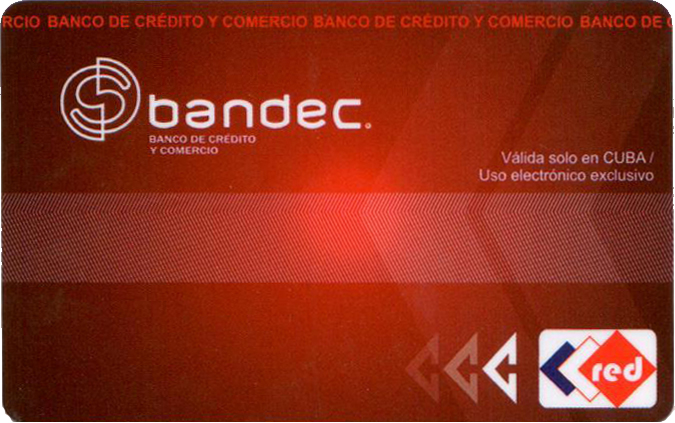 RCIO BANCO DE CRÉDITO Y COMERCIO BANCO DE CRÉDITO Y COMERCIO BANCO DE C
bandec.
BANCO DE CRÉDITO
Y COMERCIO
Válida solo en CUBA /
Uso electrónico exclusivo
red